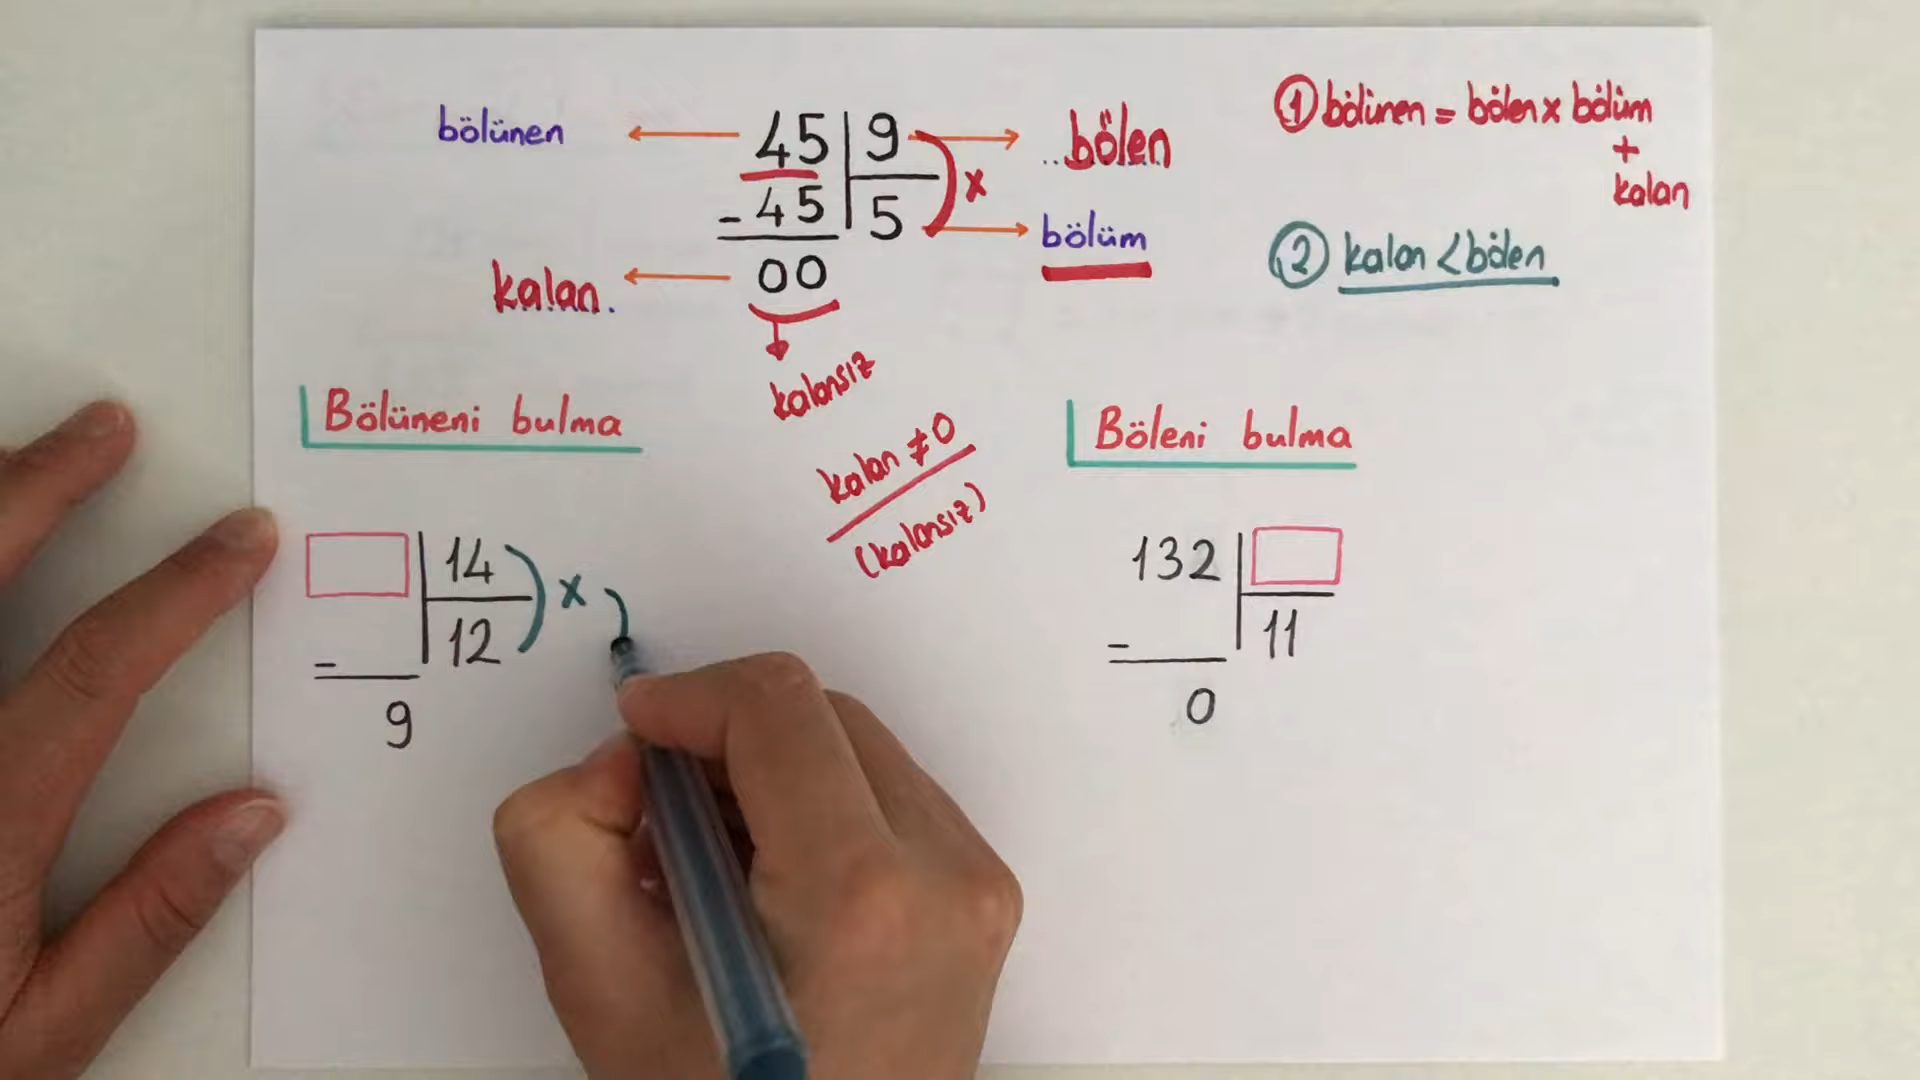 bölünen
45 9
..bölen
- 45 5
x
bölüm
kalan.
00
kalansız
kalan ≠ 0
(kalansız)
① bölünen = bölen x bölüm
+
kalan
② kalan < bölen
Bölüneni bulma
14
12
x
-
9
Böleni bulma
132
11
-
0